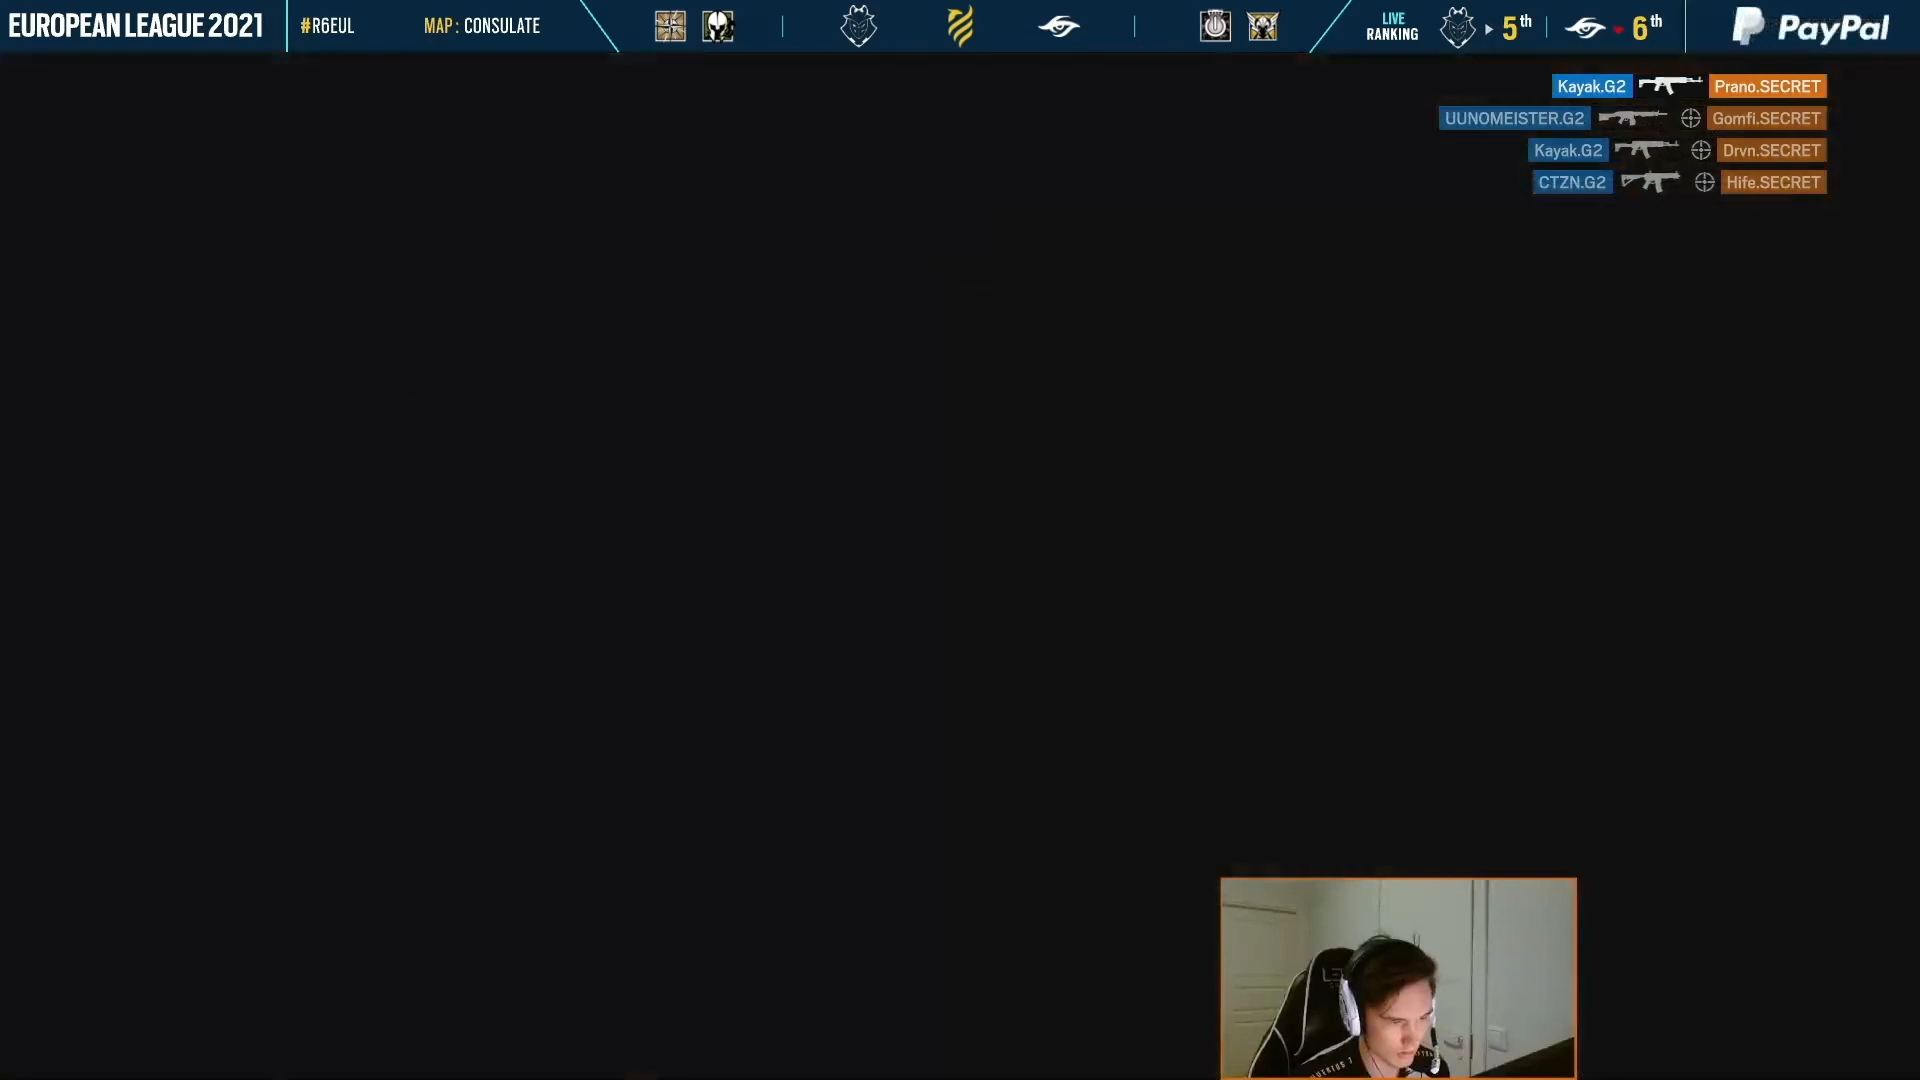 EUROPEAN LEAGUE 2021 #R6EUL MAP: CONSULATE LIVE RANKING 5th 6th PayPal
Kayak.G2 Prano.SECRET
UUNOMEISTER.G2 Gomfi.SECRET
Kayak.G2 Drvn.SECRET
CTZN.G2 Hife.SECRET